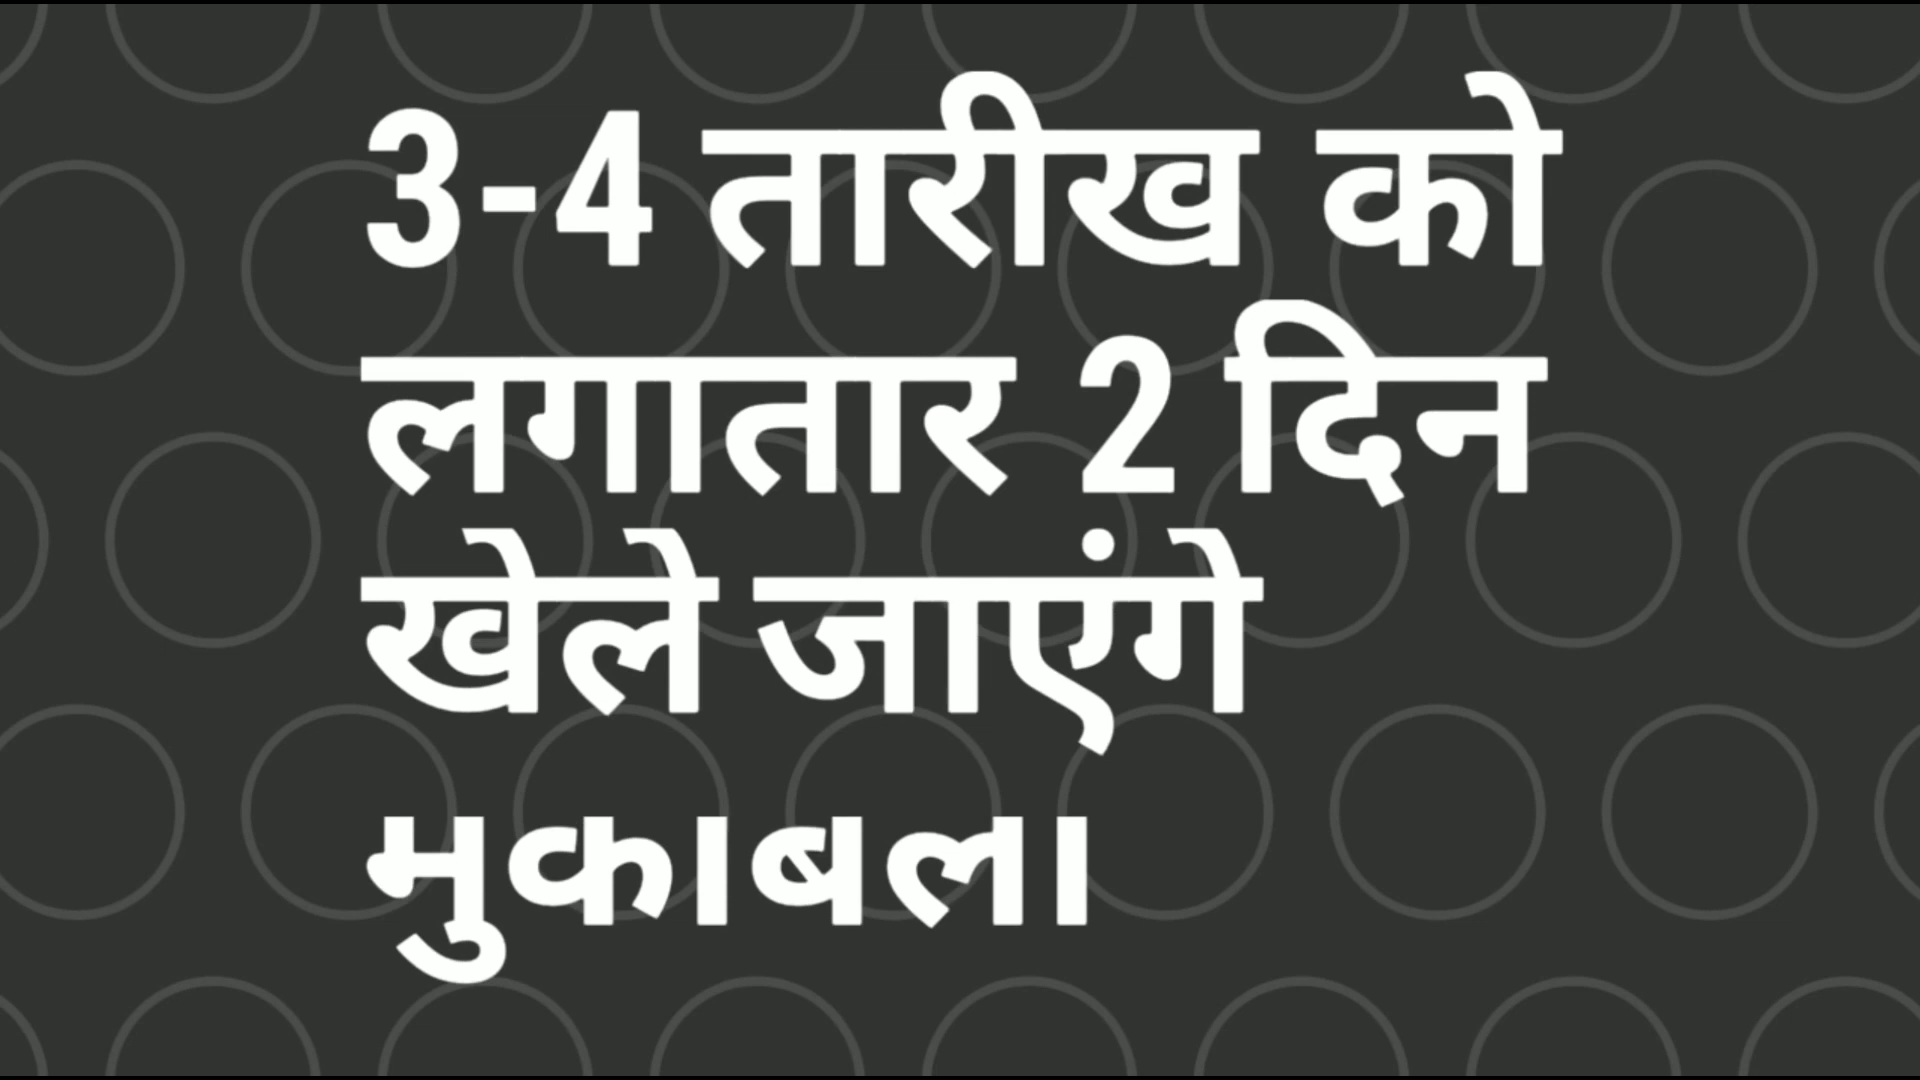 3-4 तारीख को
लगातार 2 दिन
खेले जाएंगे
मुकाबला